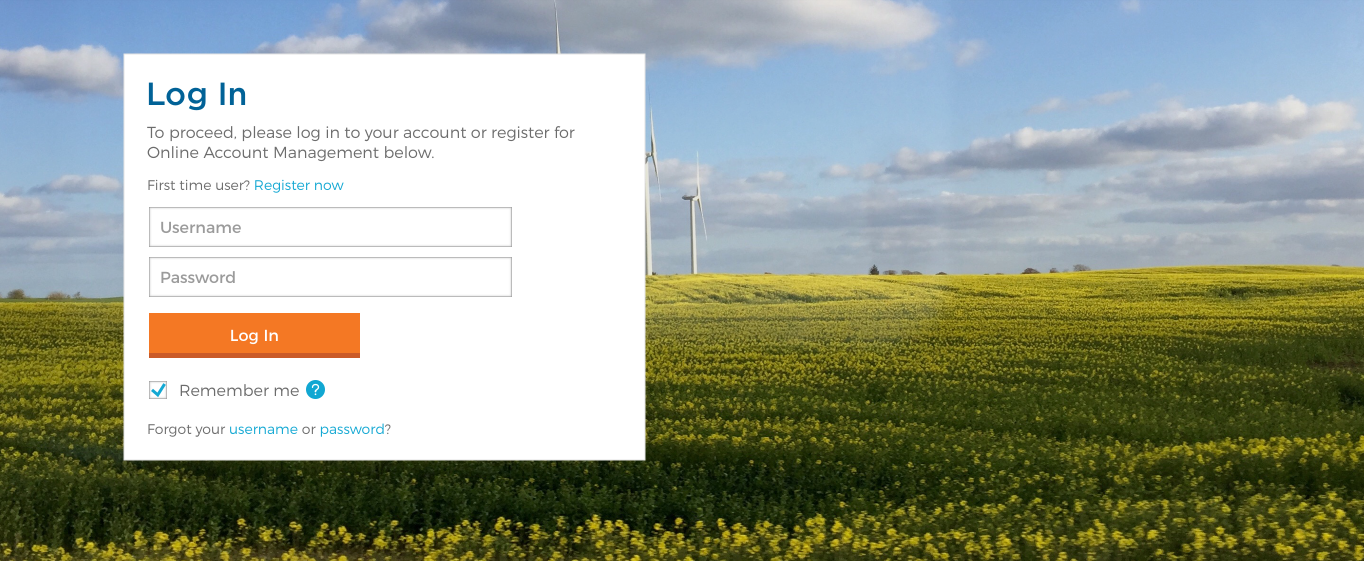 Log In
To proceed, please log in to your account or register for
Online Account Management below.
First time user? Register now
Username
Password
Log In
Remember me ?
Forgot your username or password?